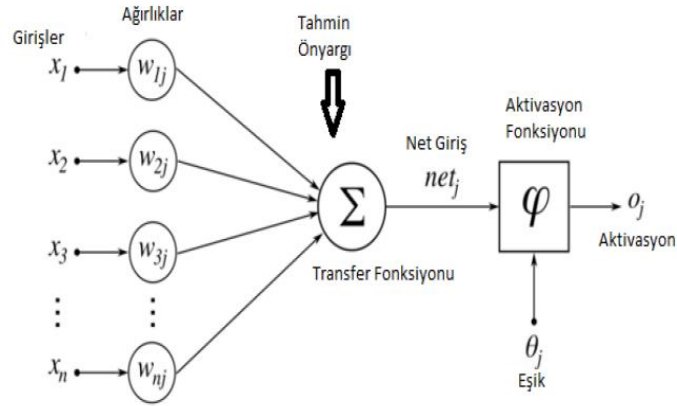 Girişler
Ağırlıklar
Tahmin
Önyargı
x1
w1j
x2
w2j
x3
w3j
⋮
⋮
xn
wnj
Σ
Transfer Fonksiyonu
Net Giriş
netj
Aktivasyon
Fonksiyonu
φ
oj
Aktivasyon
θj
Eşik